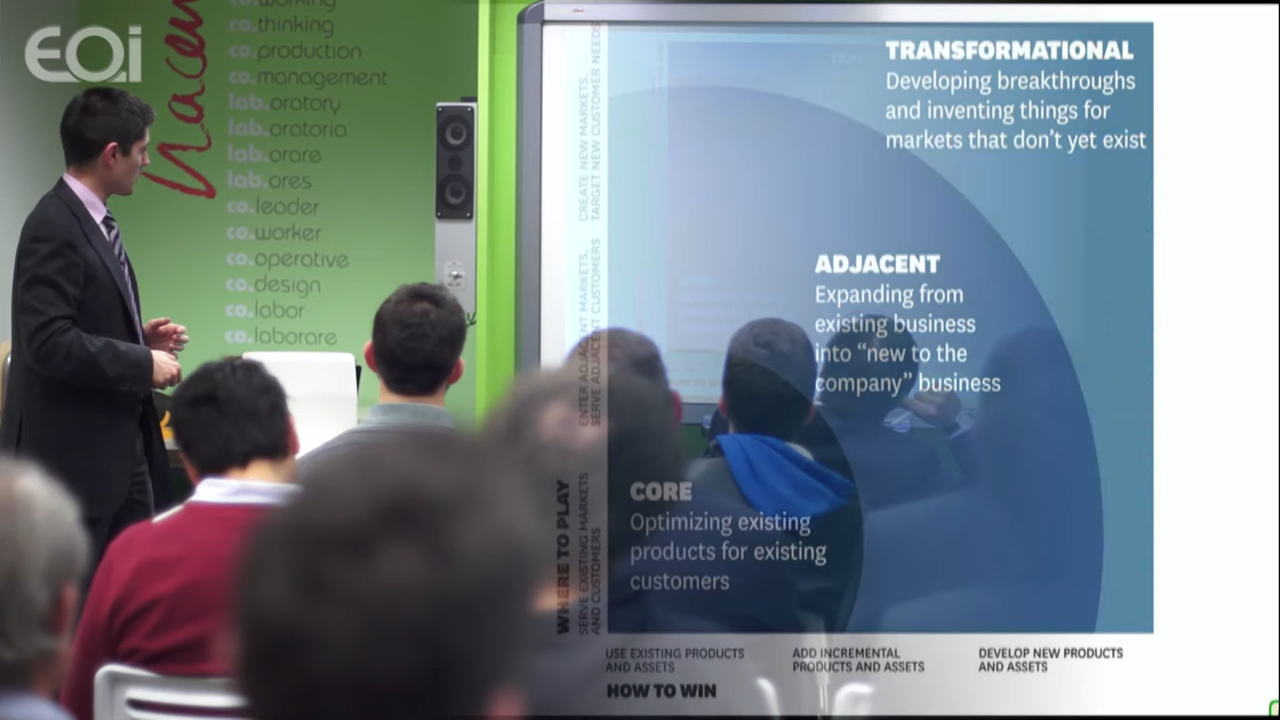 EOi
co.working
co.thinking
co.production
co.management
lab.oratory
lab.oratoria
lab.orare
lab.ores
co.leader
co.worker
co.operative
co.design
co.labor
co.laborare
TRANSFORMATIONAL
Developing breakthroughs
and inventing things for
markets that don’t yet exist
ADJACENT
Expanding from
existing business
into “new to the
company” business
CORE
Optimizing existing
products for existing
customers
WHERE TO PLAY
CREATE NEW MARKETS,
TARGET NEW CUSTOMER NEEDS
ENTER ADJACENT MARKETS,
SERVE ADJACENT CUSTOMERS
SERVE EXISTING MARKETS
AND CUSTOMERS
USE EXISTING PRODUCTS
AND ASSETS
ADD INCREMENTAL
PRODUCTS AND ASSETS
DEVELOP NEW PRODUCTS
AND ASSETS
HOW TO WIN